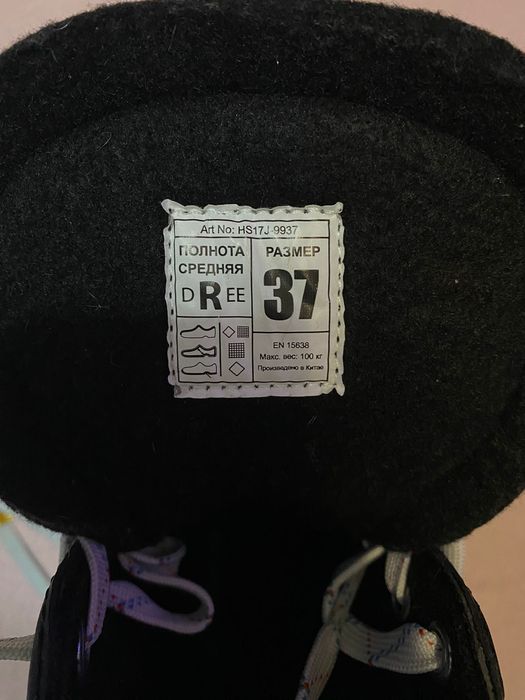 Art No: HS17J-9937
ПОЛНОТА
СРЕДНЯЯ
D R EE
РАЗМЕР
37
EN 15638
Макс. вес: 100 кг
Произведено в Китае